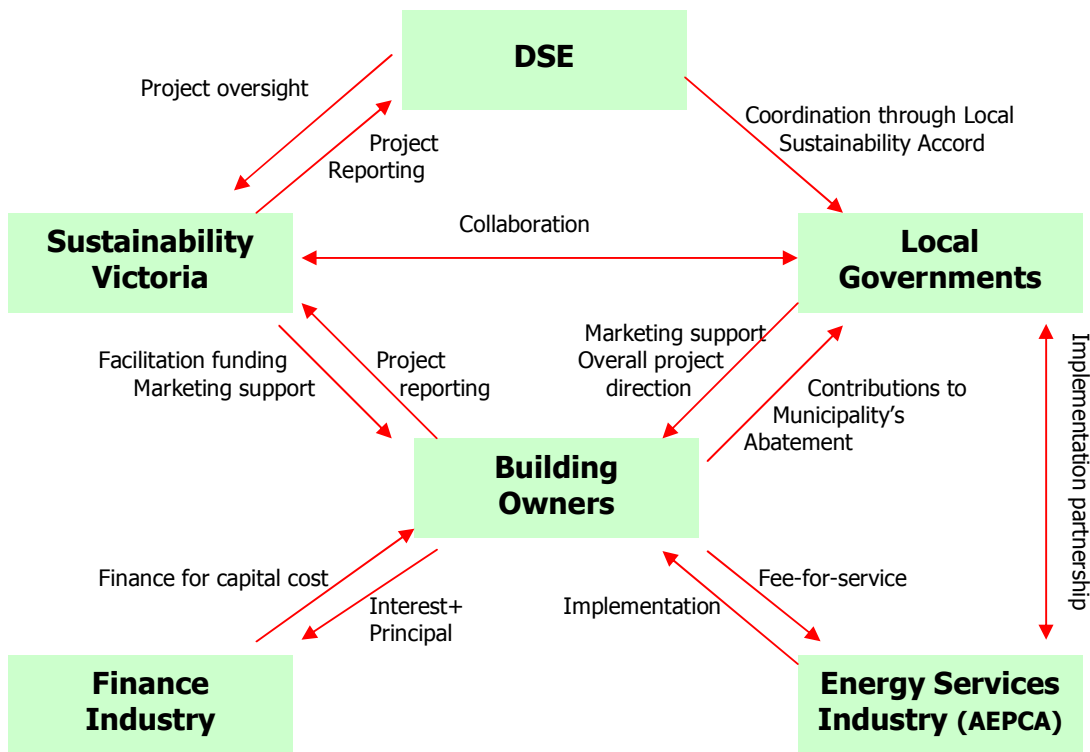 DSE
Project oversight
Project
Reporting
Coordination through Local
Sustainability Accord
Sustainability
Victoria
Collaboration
Local
Governments
Facilitation funding
Marketing support
Project
reporting
Marketing support
Overall project
direction
Contributions to
Municipality’s
Abatement
Implementation partnership
Building
Owners
Finance for capital cost
Interest+
Principal
Implementation
Fee-for-service
Finance
Industry
Energy Services
Industry (AEPCA)